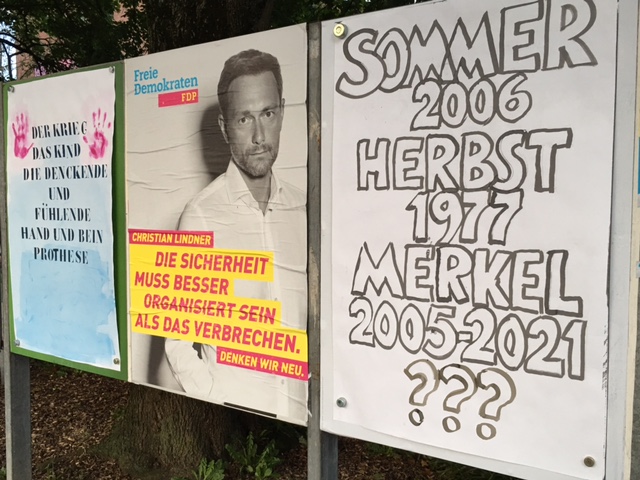 DER KRIEG
DAS KIND
DIE DENCKENDE
UND
FÜHLENDE
HAND UND BEIN
PROTHESE
Freie
Demokraten
FDP
CHRISTIAN LINDNER
DIE SICHERHEIT
MUSS BESSER
ORGANISIERT SEIN
ALS DAS VERBRECHEN.
DENKEN WIR NEU.
SOMMER
2006
HERBST
1977
MERKEL
2005-2021
???